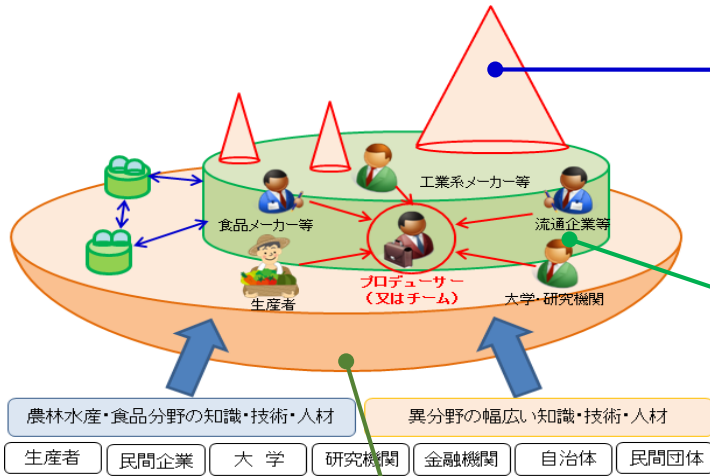 工業系メーカー等
食品メーカー等
流通企業等
プロデューサー
(又はチーム)
生産者
大学・研究機関
農林水産・食品分野の知識・技術・人材
異分野の幅広い知識・技術・人材
生産者
民間企業
大 学
研究機関
金融機関
自治体
民間団体